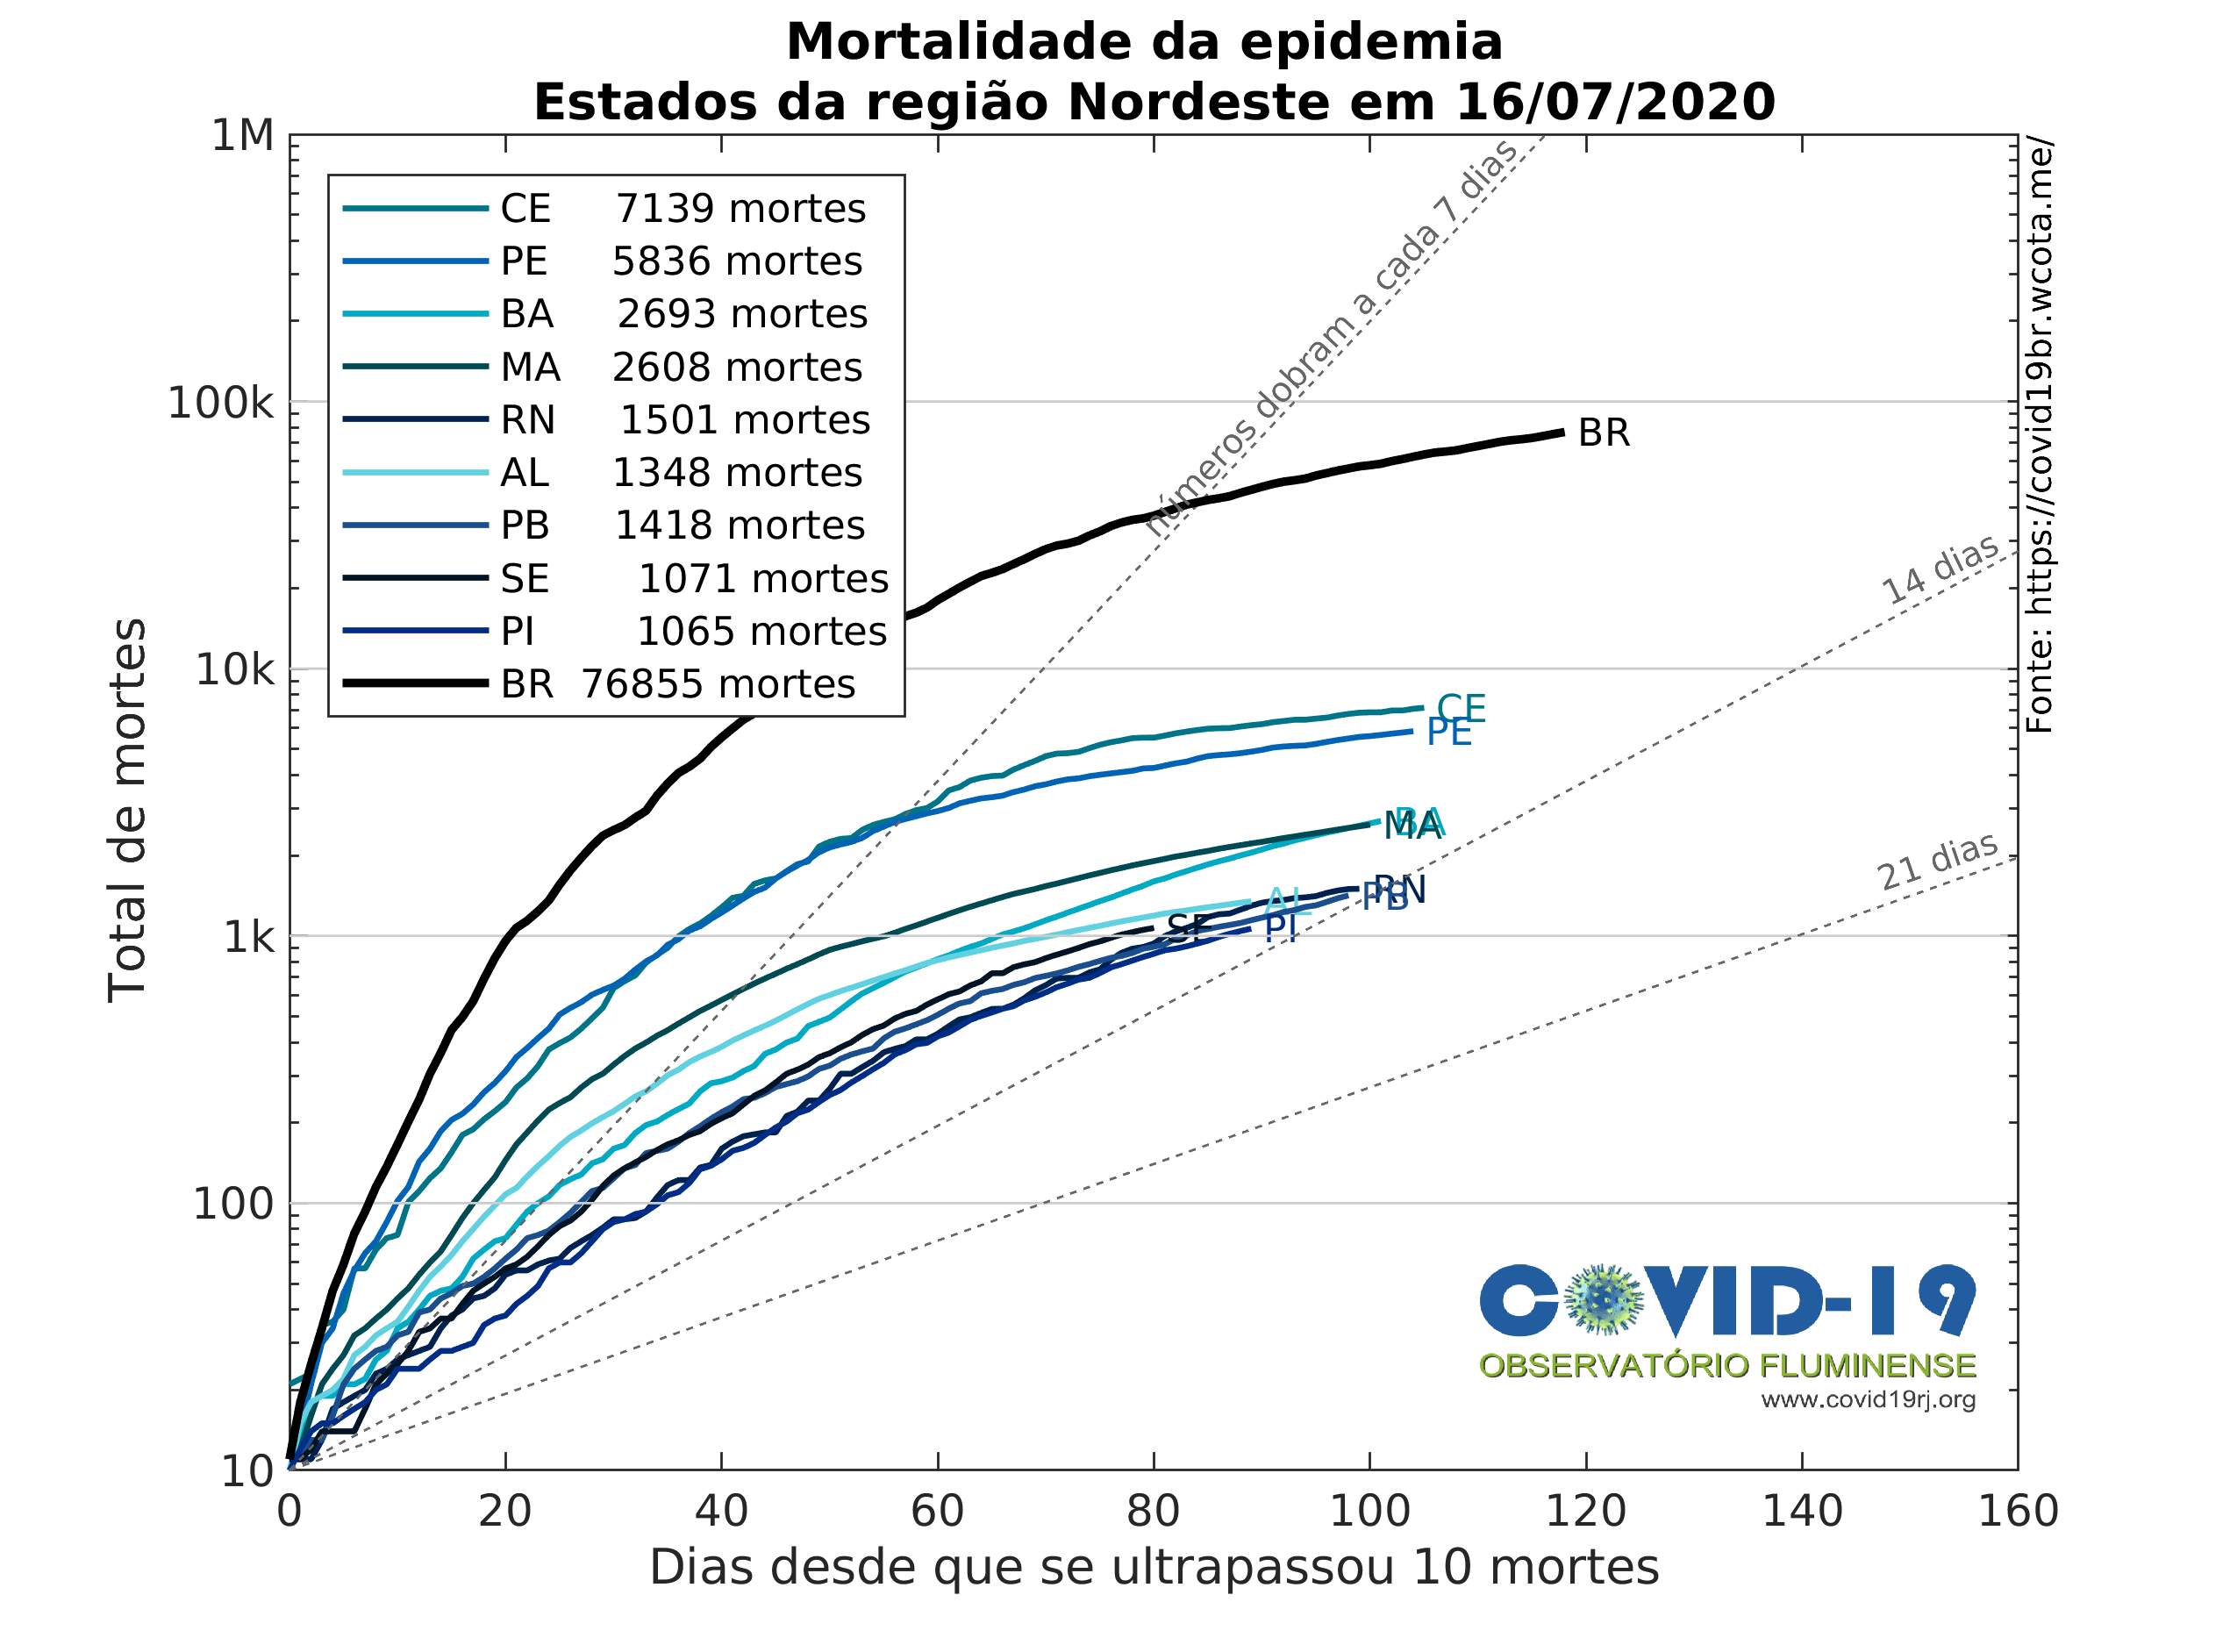 Mortalidade da epidemia
Estados da região Nordeste em 16/07/2020
1M
100k
10k
1k
100
10
Total de mortes
CE 7139 mortes
PE 5836 mortes
BA 2693 mortes
MA 2608 mortes
RN 1501 mortes
AL 1348 mortes
PB 1418 mortes
SE 1071 mortes
PI 1065 mortes
BR 76855 mortes
números dobram a cada 7 dias
14 dias
21 dias
BR
CE
PE
BA
MA
RN
PB
AL
SE
PI
Fonte: https://covid19br.wcota.me/
COVID-19
OBSERVATÓRIO FLUMINENSE
www.covid19rj.org
0 20 40 60 80 100 120 140 160
Dias desde que se ultrapassou 10 mortes